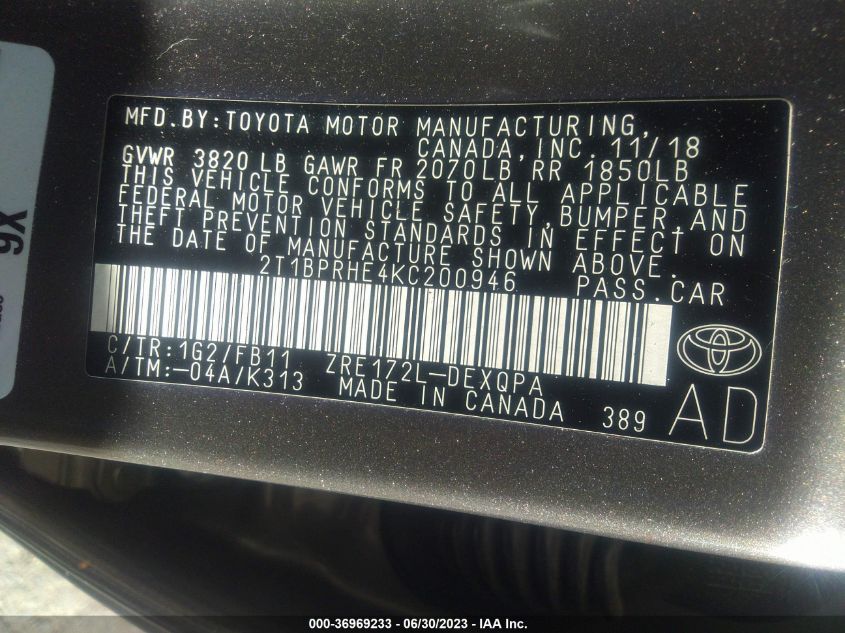 MFD.BY:TOYOTA MOTOR MANUFACTURING,
CANADA,INC. 11/18
GVWR 3820 LB GAWR FR 2070LB RR 1850LB
THIS VEHICLE CONFORMS TO ALL APPLICABLE
FEDERAL MOTOR VEHICLE SAFETY,BUMPER,AND
THEFT PREVENTION STANDARDS IN EFFECT ON
THE DATE OF MANUFACTURE SHOWN ABOVE.
2T1BPRHE4KC200946 PASS.CAR
C/TR:1G2/FB11 ZRE172L-DEXQPA
A/TM:-04A/K313 MADE IN CANADA 389 AD
000-36969233 - 06/30/2023 - IAA Inc.